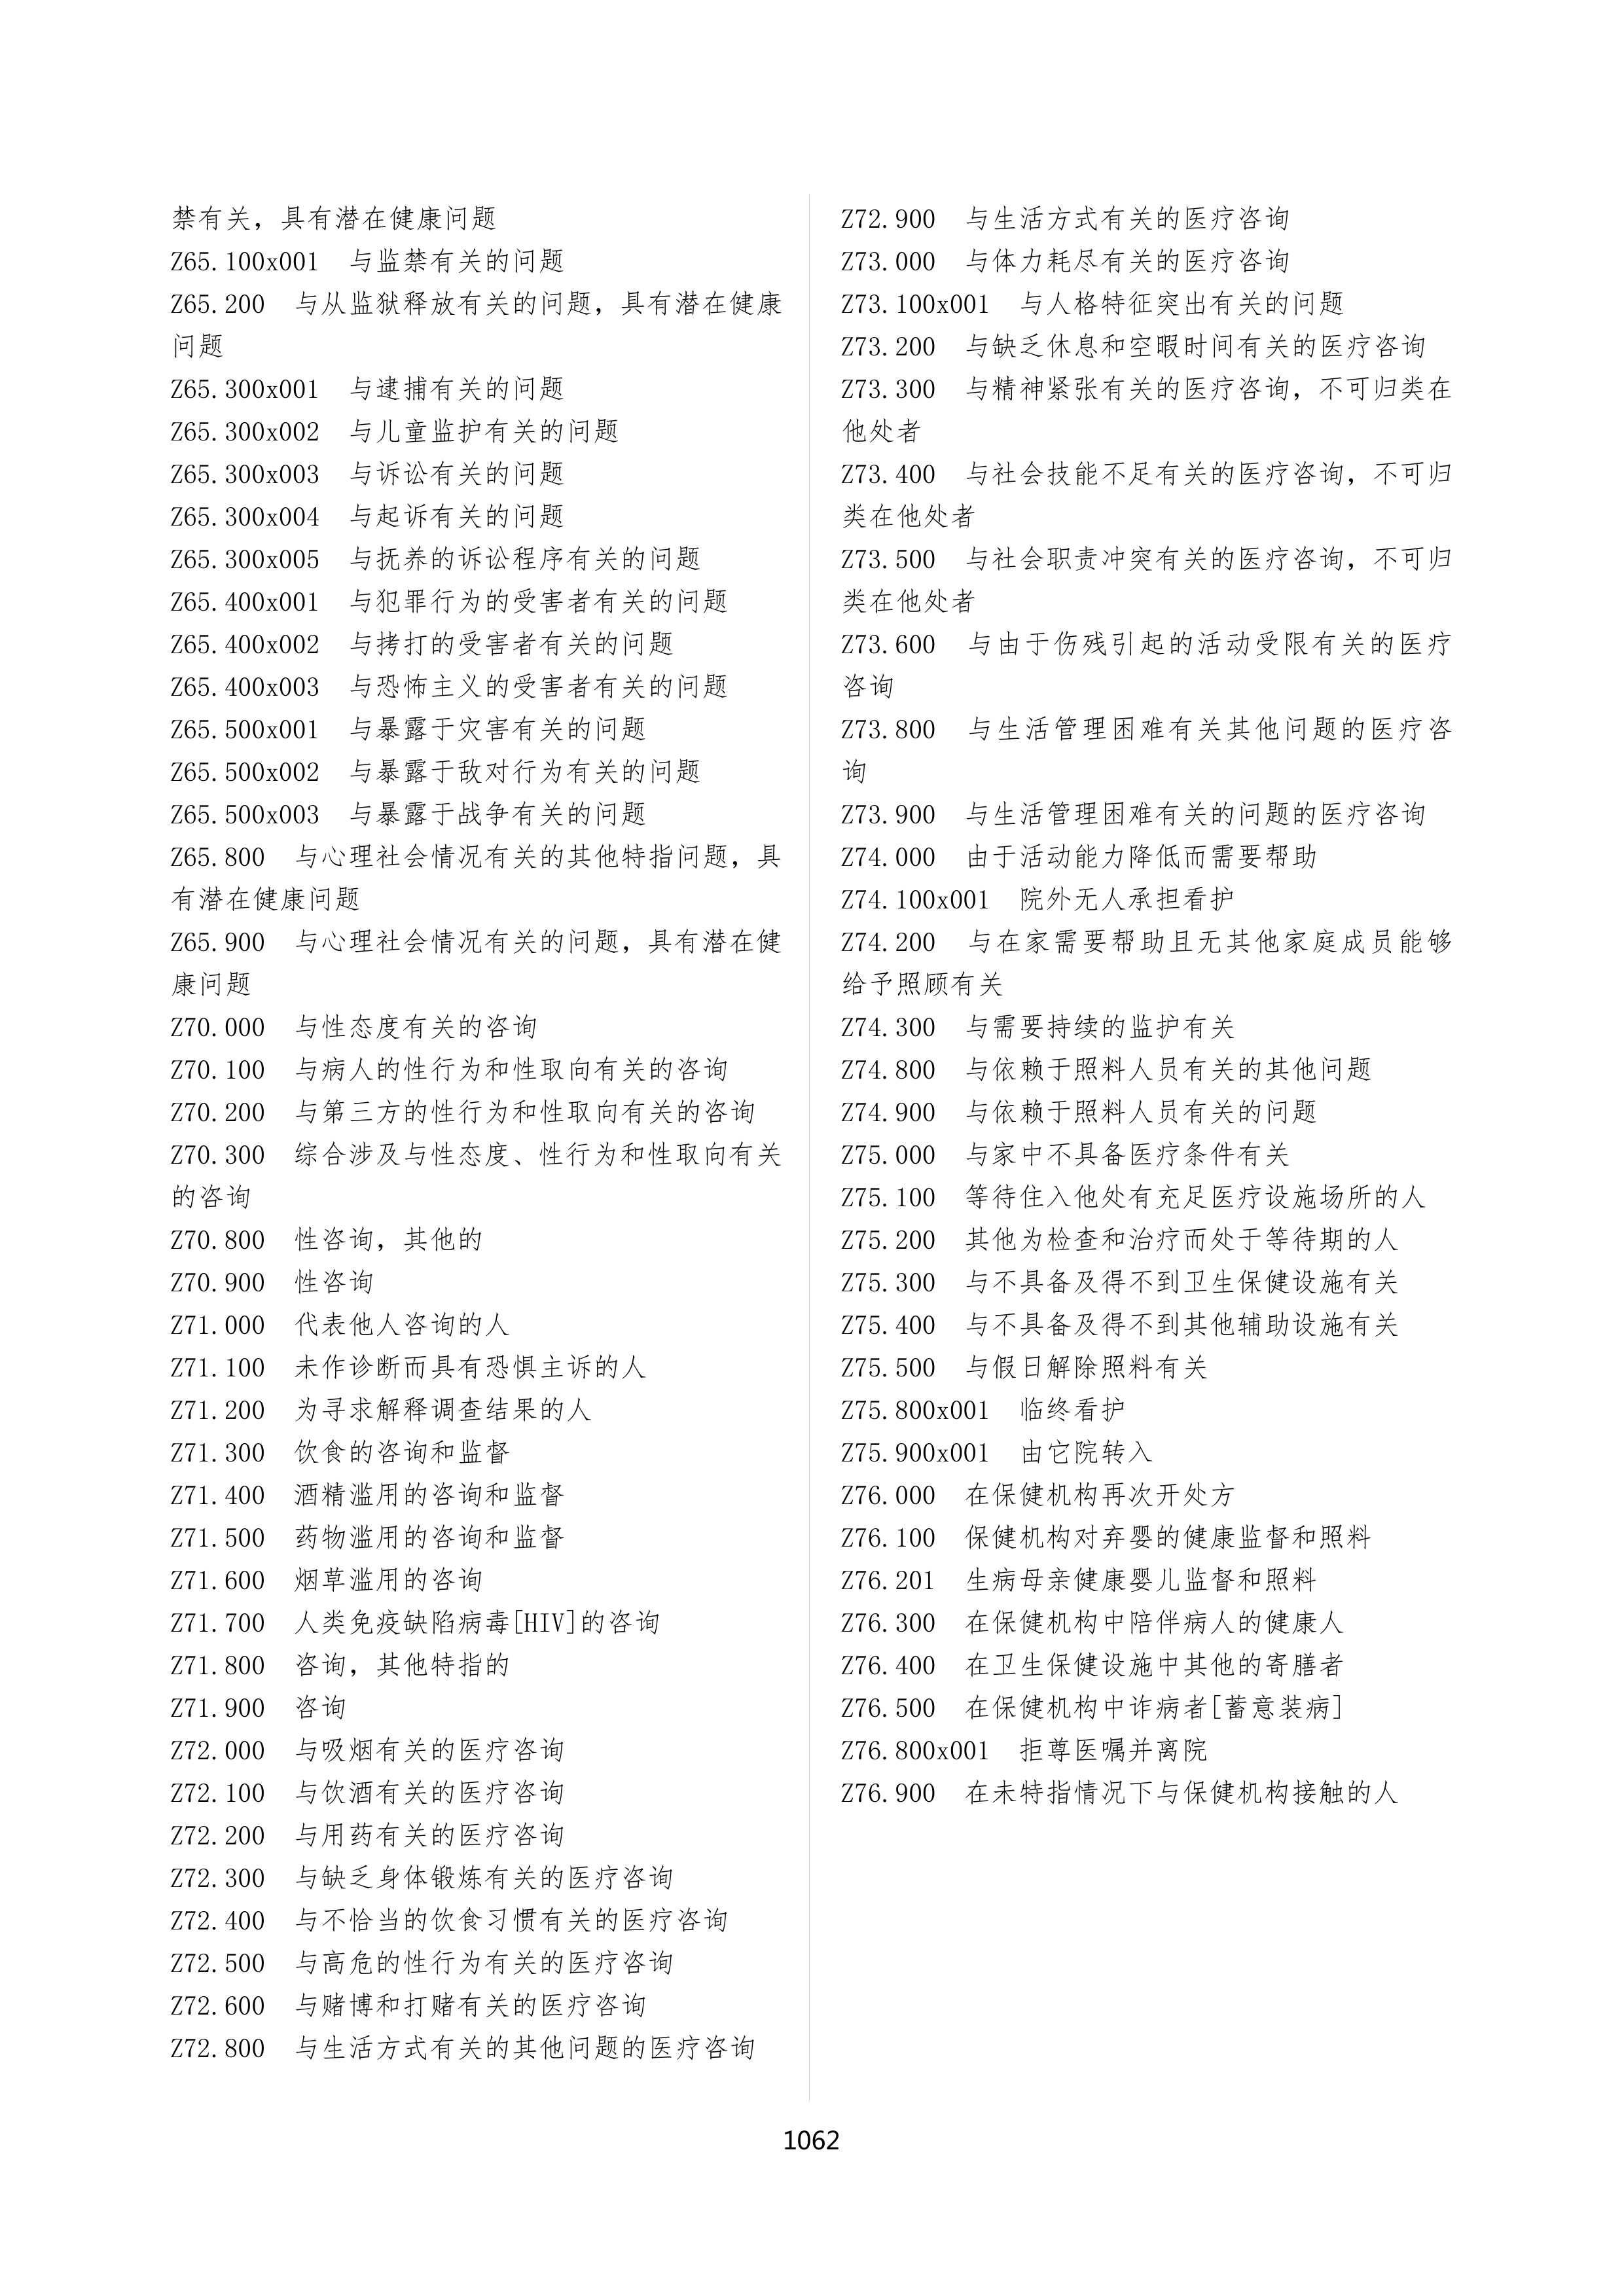 禁有关，具有潜在健康问题
Z65.100x001 与监禁有关的问题
Z65.200 与从监狱释放有关的问题，具有潜在健康
问题
Z65.300x001 与逮捕有关的问题
Z65.300x002 与儿童监护有关的问题
Z65.300x003 与诉讼有关的问题
Z65.300x004 与起诉有关的问题
Z65.300x005 与抚养的诉讼程序有关的问题
Z65.400x001 与犯罪行为的受害者有关的问题
Z65.400x002 与拷打的受害者有关的问题
Z65.400x003 与恐怖主义的受害者有关的问题
Z65.500x001 与暴露于灾害有关的问题
Z65.500x002 与暴露于敌对行为有关的问题
Z65.500x003 与暴露于战争有关的问题
Z65.800 与心理社会情况有关的其他特指问题，具
有潜在健康问题
Z65.900 与心理社会情况有关的问题，具有潜在健
康问题
Z70.000 与性态度有关的咨询
Z70.100 与病人的性行为和性取向有关的咨询
Z70.200 与第三方的性行为和性取向有关的咨询
Z70.300 综合涉及与性态度、性行为和性取向有关
的咨询
Z70.800 性咨询，其他的
Z70.900 性咨询
Z71.000 代表他人咨询的人
Z71.100 未作诊断而具有恐惧主诉的人
Z71.200 为寻求解释调查结果的人
Z71.300 饮食的咨询和监督
Z71.400 酒精滥用的咨询和监督
Z71.500 药物滥用的咨询和监督
Z71.600 烟草滥用的咨询
Z71.700 人类免疫缺陷病毒[HIV]的咨询
Z71.800 咨询，其他特指的
Z71.900 咨询
Z72.000 与吸烟有关的医疗咨询
Z72.100 与饮酒有关的医疗咨询
Z72.200 与用药有关的医疗咨询
Z72.300 与缺乏身体锻炼有关的医疗咨询
Z72.400 与不恰当的饮食习惯有关的医疗咨询
Z72.500 与高危的性行为有关的医疗咨询
Z72.600 与赌博和打赌有关的医疗咨询
Z72.800 与生活方式有关的其他问题的医疗咨询
Z72.900 与生活方式有关的医疗咨询
Z73.000 与体力耗尽有关的医疗咨询
Z73.100x001 与人格特征突出有关的问题
Z73.200 与缺乏休息和空暇时间有关的医疗咨询
Z73.300 与精神紧张有关的医疗咨询，不可归类在
他处者
Z73.400 与社会技能不足有关的医疗咨询，不可归
类在他处者
Z73.500 与社会职责冲突有关的医疗咨询，不可归
类在他处者
Z73.600 与由于伤残引起的活动受限有关的医疗
咨询
Z73.800 与生活管理困难有关其他问题的医疗咨
询
Z73.900 与生活管理困难有关的问题的医疗咨询
Z74.000 由于活动能力降低而需要帮助
Z74.100x001 院外无人承担看护
Z74.200 与在家需要帮助且无其他家庭成员能够
给予照顾有关
Z74.300 与需要持续的监护有关
Z74.800 与依赖于照料人员有关的其他问题
Z74.900 与依赖于照料人员有关的问题
Z75.000 与家中不具备医疗条件有关
Z75.100 等待住入他处有充足医疗设施场所的人
Z75.200 其他为检查和治疗而处于等待期的人
Z75.300 与不具备及得不到卫生保健设施有关
Z75.400 与不具备及得不到其他辅助设施有关
Z75.500 与假日解除照料有关
Z75.800x001 临终看护
Z75.900x001 由它院转入
Z76.000 在保健机构再次开处方
Z76.100 保健机构对弃婴的健康监督和照料
Z76.201 生病母亲健康婴儿监督和照料
Z76.300 在保健机构中陪伴病人的健康人
Z76.400 在卫生保健设施中其他的寄膳者
Z76.500 在保健机构中诈病者[蓄意装病]
Z76.800x001 拒尊医嘱并离院
Z76.900 在未特指情况下与保健机构接触的人
1062